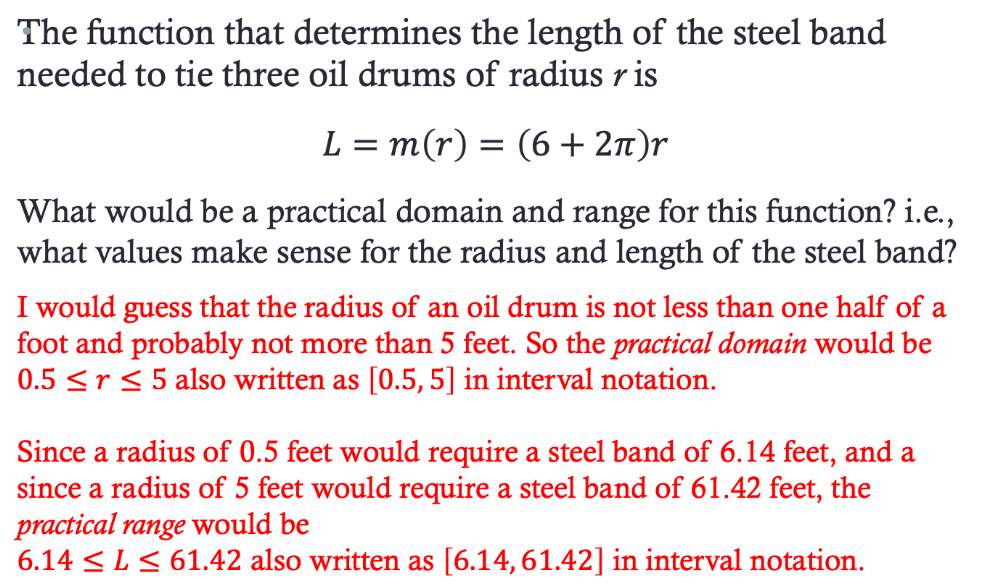 The function that determines the length of the steel band
needed to tie three oil drums of radius r is
L = m(r) = (6 + 2π)r
What would be a practical domain and range for this function? i.e.,
what values make sense for the radius and length of the steel band?
I would guess that the radius of an oil drum is not less than one half of a
foot and probably not more than 5 feet. So the practical domain would be
0.5 ≤ r ≤ 5 also written as [0.5, 5] in interval notation.
Since a radius of 0.5 feet would require a steel band of 6.14 feet, and a
since a radius of 5 feet would require a steel band of 61.42 feet, the
practical range would be
6.14 ≤ L ≤ 61.42 also written as [6.14, 61.42] in interval notation.